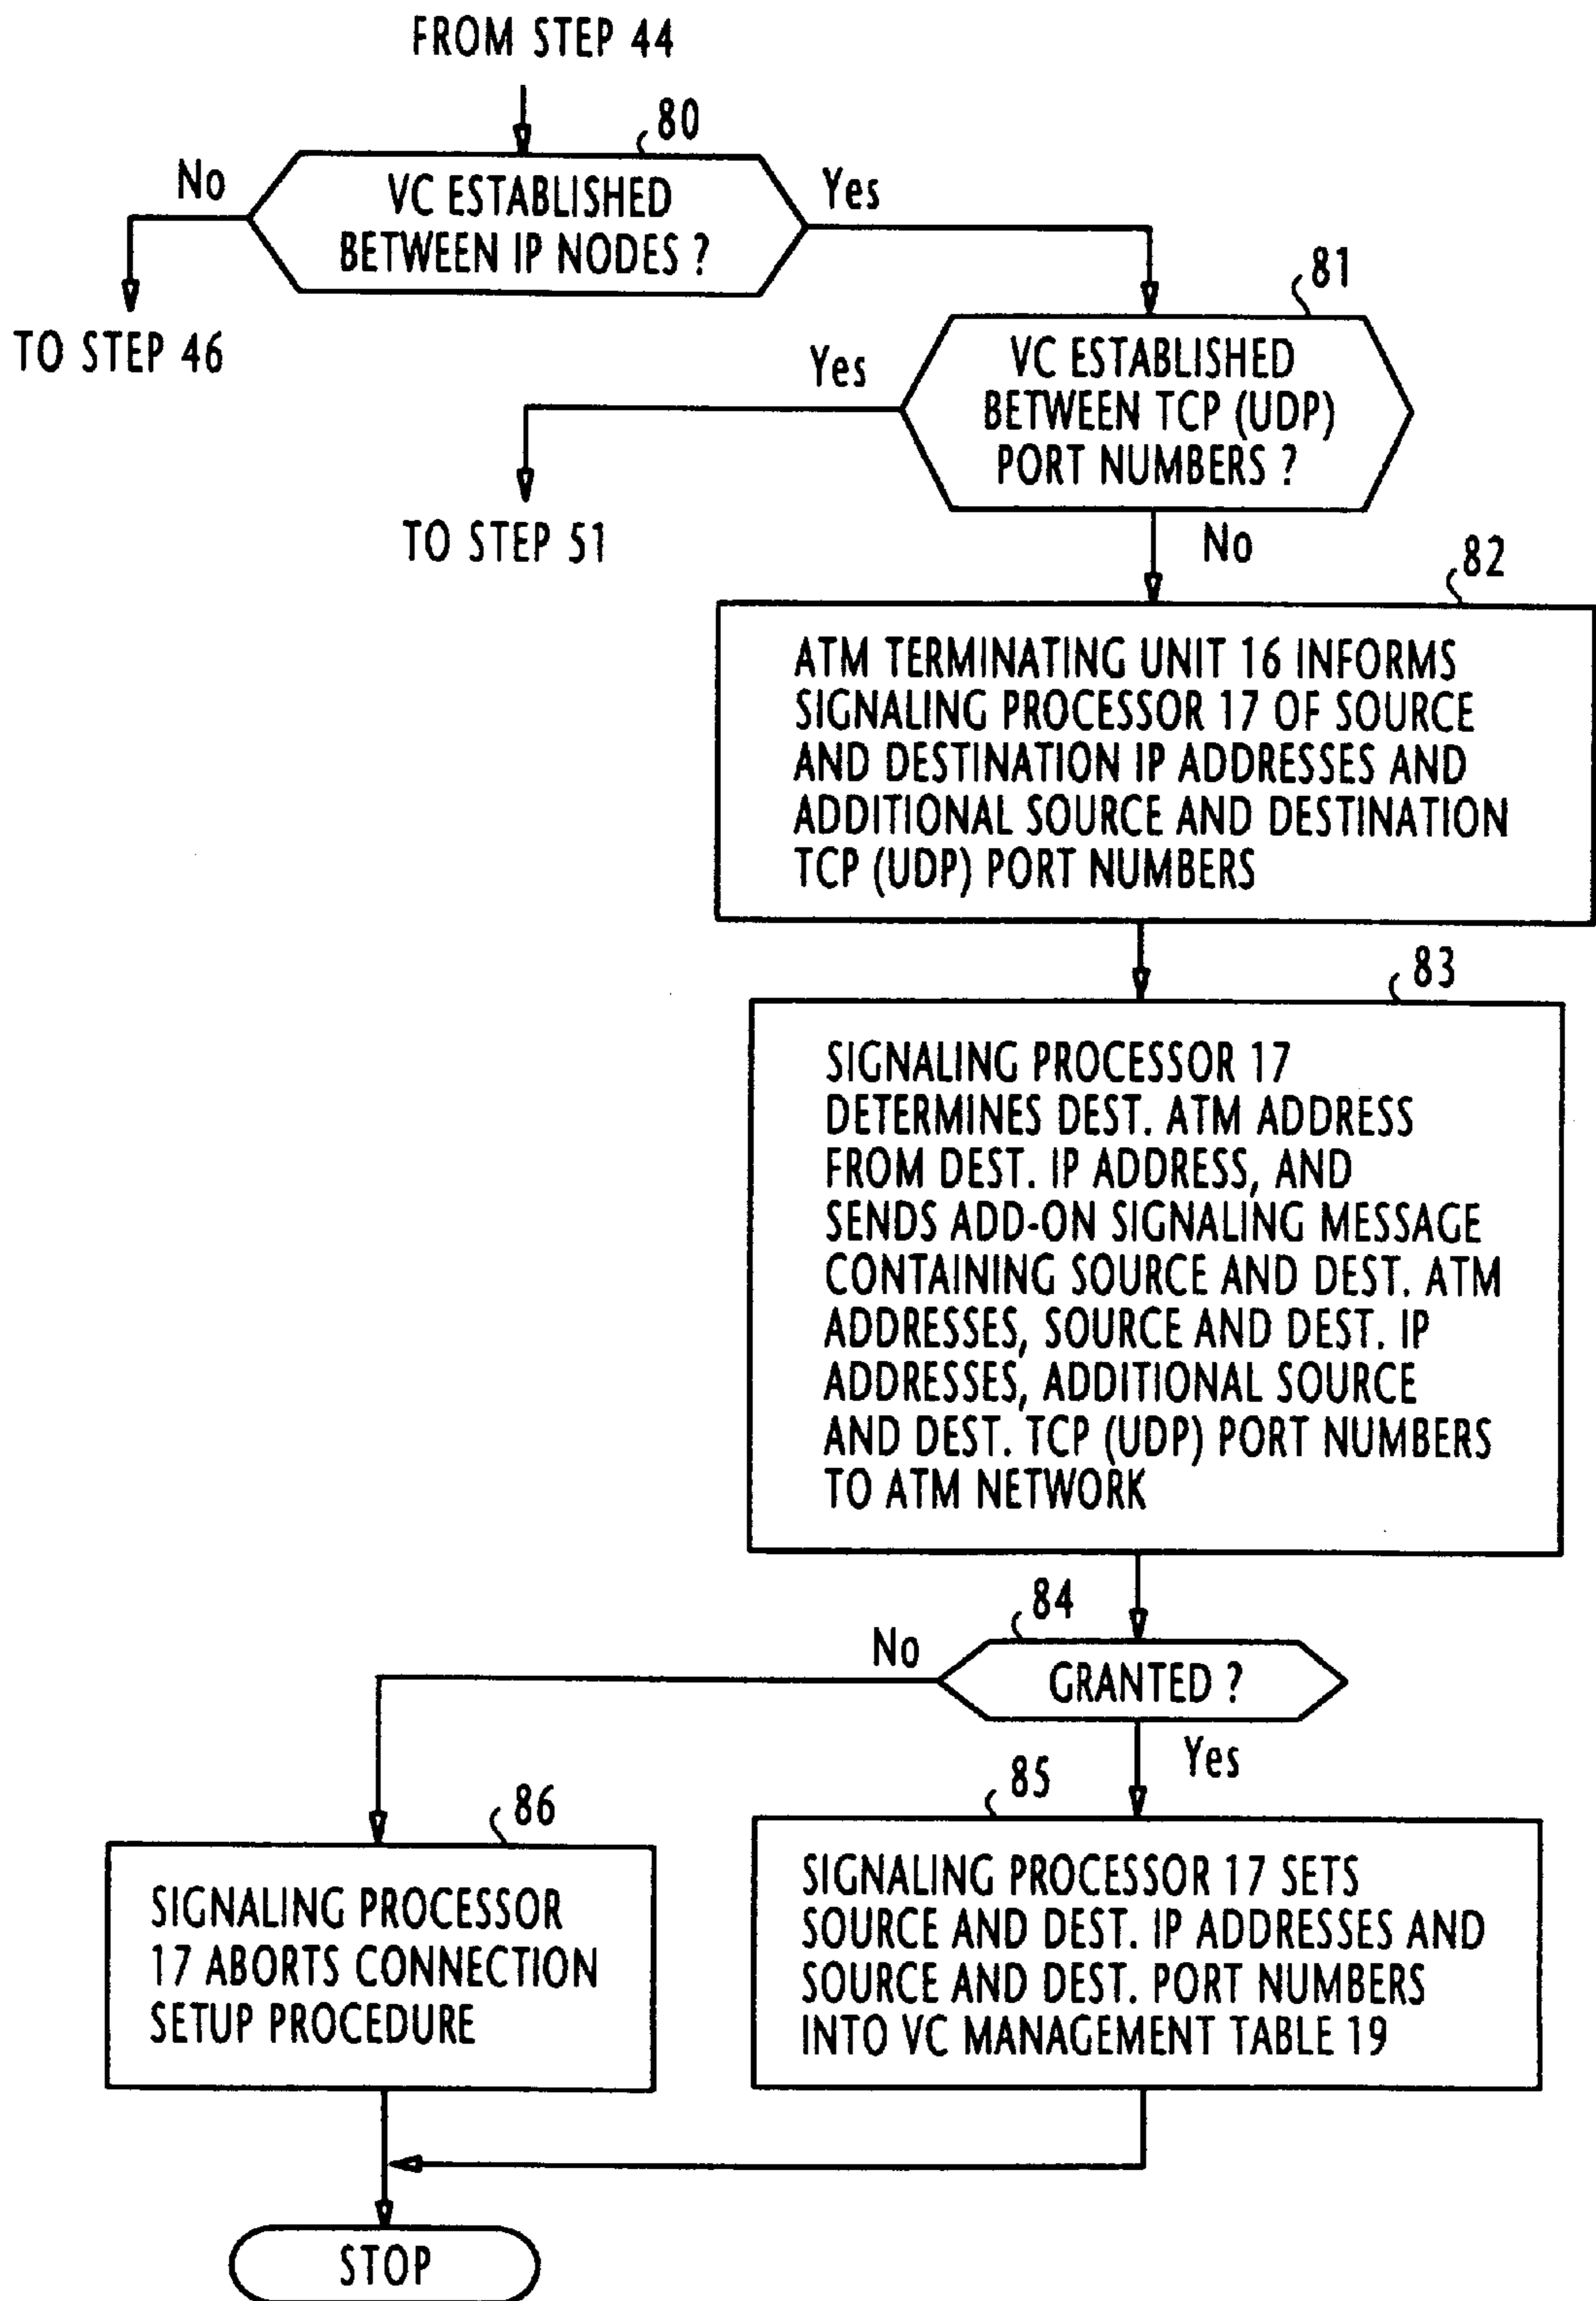 FROM STEP 44
80
No
VC ESTABLISHED
BETWEEN IP NODES ?
Yes
TO STEP 46
81
Yes
VC ESTABLISHED
BETWEEN TCP (UDP)
PORT NUMBERS ?
TO STEP 51
No
82
ATM TERMINATING UNIT 16 INFORMS
SIGNALING PROCESSOR 17 OF SOURCE
AND DESTINATION IP ADDRESSES AND
ADDITIONAL SOURCE AND DESTINATION
TCP (UDP) PORT NUMBERS
83
SIGNALING PROCESSOR 17
DETERMINES DEST. ATM ADDRESS
FROM DEST. IP ADDRESS, AND
SENDS ADD-ON SIGNALING MESSAGE
CONTAINING SOURCE AND DEST. ATM
ADDRESSES, SOURCE AND DEST. IP
ADDRESSES, ADDITIONAL SOURCE
AND DEST. TCP (UDP) PORT NUMBERS
TO ATM NETWORK
84
No
GRANTED ?
Yes
85
86
SIGNALING PROCESSOR
17 ABORTS CONNECTION
SETUP PROCEDURE
SIGNALING PROCESSOR 17 SETS
SOURCE AND DEST. IP ADDRESSES AND
SOURCE AND DEST. PORT NUMBERS
INTO VC MANAGEMENT TABLE 19
STOP